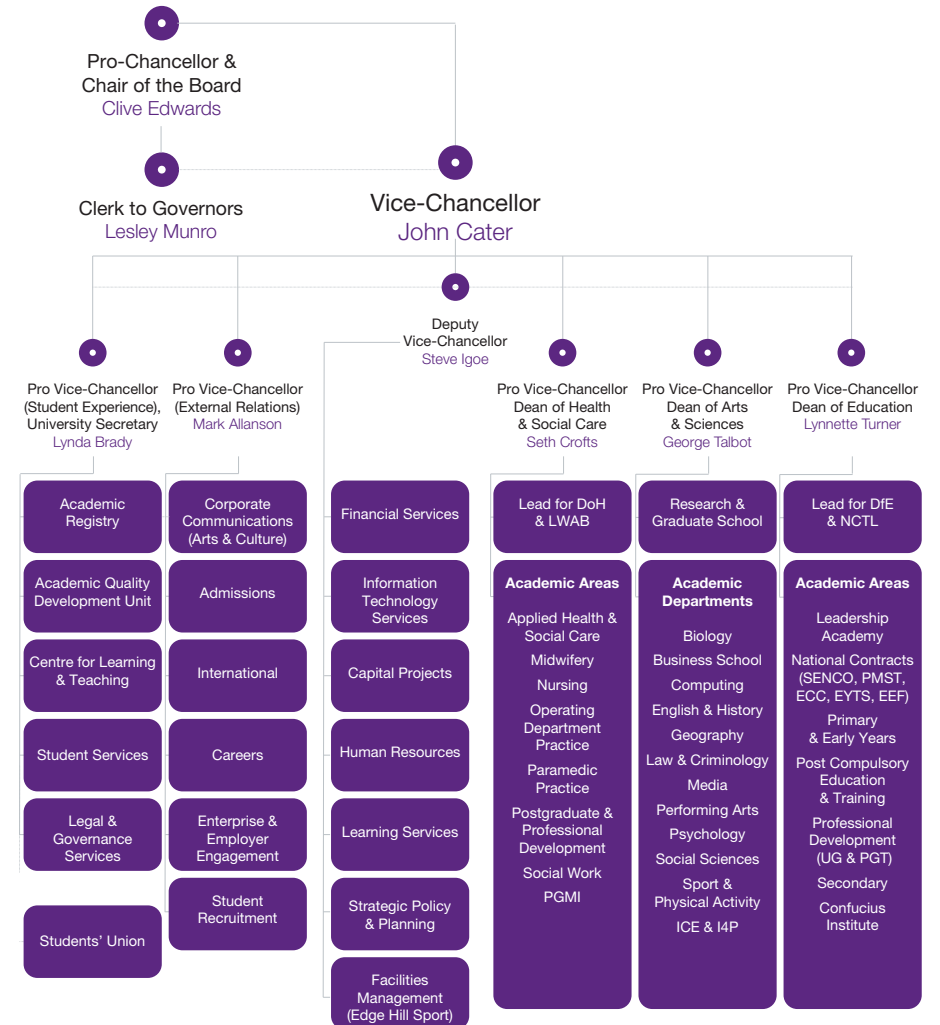 Pro-Chancellor &
Chair of the Board
Clive Edwards
Clerk to Governors
Lesley Munro
Vice-Chancellor
John Cater
Deputy
Vice-Chancellor
Steve Igoe
Pro Vice-Chancellor
(Student Experience),
University Secretary
Lynda Brady
Pro Vice-Chancellor
(External Relations)
Mark Allanson
Pro Vice-Chancellor
Dean of Health
& Social Care
Seth Crofts
Pro Vice-Chancellor
Dean of Arts
& Sciences
George Talbot
Pro Vice-Chancellor
Dean of Education
Lynnette Turner
Academic
Registry
Academic Quality
Development Unit
Centre for Learning
& Teaching
Student Services
Legal &
Governance
Services
Students' Union
Corporate
Communications
(Arts & Culture)
Admissions
International
Careers
Enterprise &
Employer
Engagement
Student
Recruitment
Financial Services
Information
Technology
Services
Capital Projects
Human Resources
Learning Services
Strategic Policy
& Planning
Facilities
Management
(Edge Hill Sport)
Lead for DoH
& LWAB
Academic Areas
Applied Health &
Social Care
Midwifery
Nursing
Operating
Department
Practice
Paramedic
Practice
Postgraduate &
Professional
Development
Social Work
PGMI
Research &
Graduate School
Academic
Departments
Biology
Business School
Computing
English & History
Geography
Law & Criminology
Media
Performing Arts
Psychology
Social Sciences
Sport &
Physical Activity
ICE & I4P
Lead for DfE
& NCTL
Academic Areas
Leadership
Academy
National Contracts
(SENCO, PMST,
ECC, EYTS, EEF)
Primary
& Early Years
Post Compulsory
Education
& Training
Professional
Development
(UG & PGT)
Secondary
Confucius
Institute